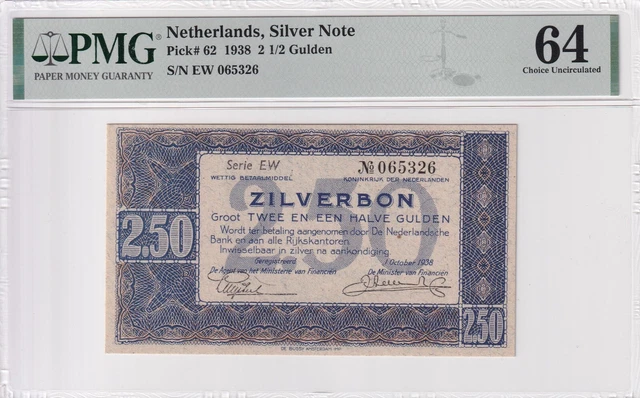 PMG
PAPER MONEY GUARANTY
Netherlands, Silver Note
Pick# 62 1938 2 1/2 Gulden
S/N EW 065326
64
Choice Uncirculated
Serie EW
№ 065326
WETTIG BETAALMIDDEL
KONINKRIJK DER NEDERLANDEN
ZILVERBON
Groot TWEE EN EEN HALVE GULDEN
Wordt ter betaling aangenomen door De Nederlandsche
Bank en aan alle Rijkskantoren
Inwisselbaar in zilver na aankondiging
Geregistreerd
1 October 1938
De Agent van het Ministerie van Financiën
De Minister van Financiën
2.50
2.50
250